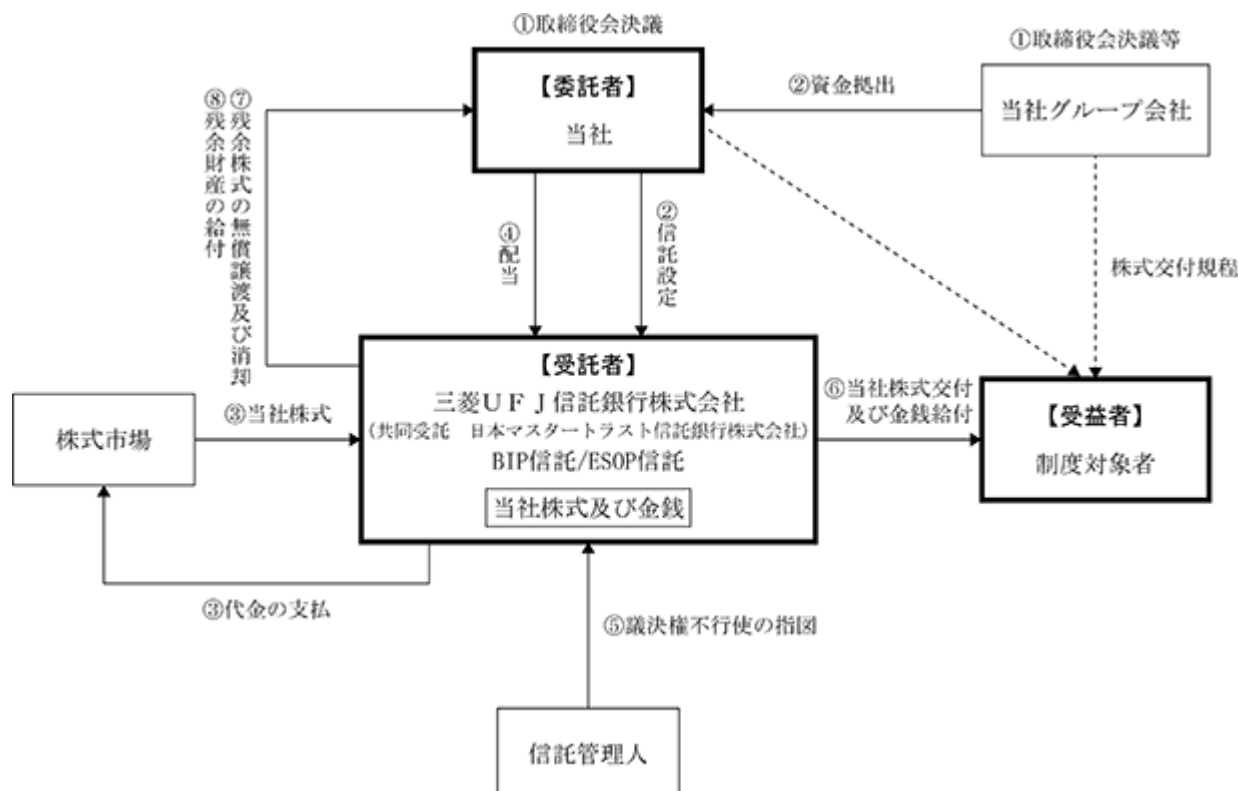 ①取締役会決議
【委託者】
当社
①取締役会決議等
当社グループ会社
②資金拠出
⑦残余株式の無償譲渡及び消却
⑧残余財産の給付
④配当
②信託設定
株式交付規程
【受託者】
三菱ＵＦＪ信託銀行株式会社
(共同受託　日本マスタートラスト信託銀行株式会社)
BIP信託/ESOP信託
当社株式及び金銭
株式市場
③当社株式
⑥当社株式交付
及び金銭給付
【受益者】
制度対象者
③代金の支払
⑤議決権不行使の指図
信託管理人